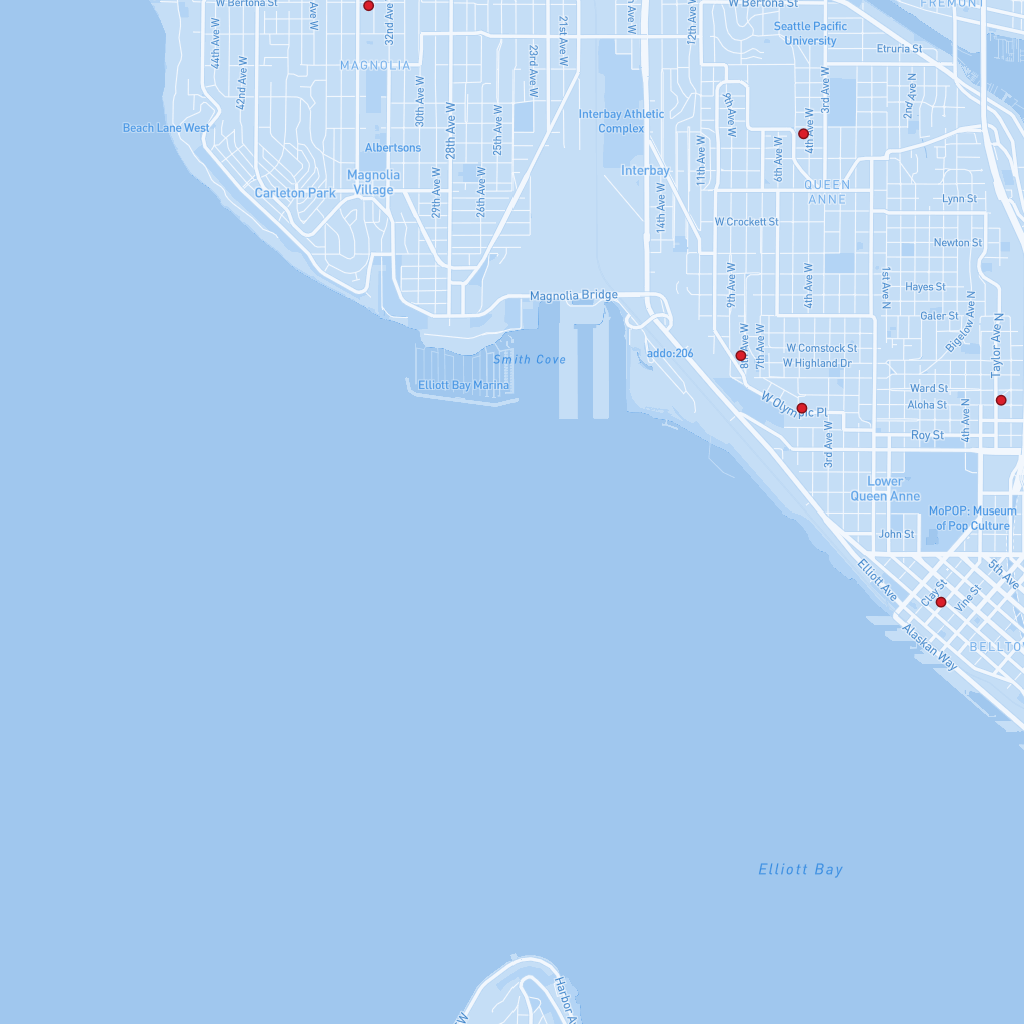 W Bertona St
W Bertona St
FREMONT
44th Ave W
Ave W
32nd Ave
21st Ave W
h Ave W
12th Ave W
Seattle Pacific
University
Etruria St
MAGNOLIA
42nd Ave W
23rd Ave W
3rd Ave W
2nd Ave N
30th Ave W
28th Ave W
25th Ave W
9th Ave W
Interbay Athletic
Complex
Beach Lane West
4th Ave W
Albertsons
11th Ave W
6th Ave W
Magnolia
Village
Interbay
QUEEN
ANNE
Carleton Park
29th Ave W
26th Ave W
14th Ave W
Lynn St
W Crockett St
Newton St
9th Ave W
4th Ave W
1st Ave N
Hayes St
Magnolia Bridge
Galer St
Bigelow Ave N
Taylor Ave N
8th Ave W
7th Ave W
W Comstock St
addo:206
Smith Cove
W Highland Dr
Elliott Bay Marina
Ward St
W Olympic Pl
Aloha St
4th Ave N
3rd Ave W
Roy St
Lower
Queen Anne
MoPOP: Museum
of Pop Culture
John St
Elliott Ave
5th Ave
Clay St
Vine St
Alaskan Way
BELLTO
Elliott Bay
Harbor A
W